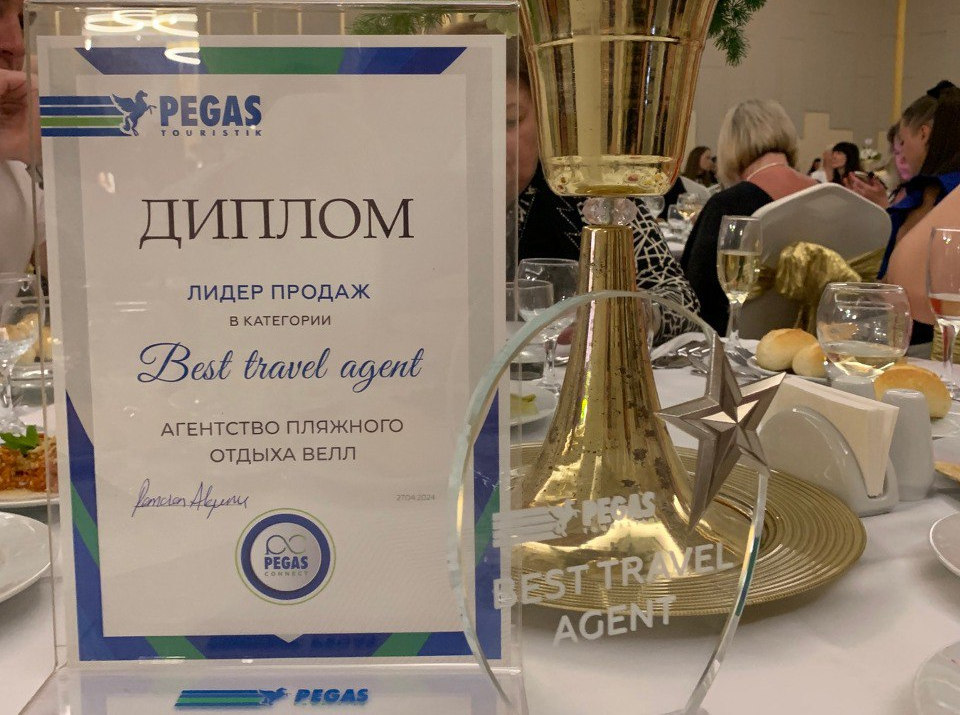 PEGAS
TOURISTIK
ДИПЛОМ
ЛИДЕР ПРОДАЖ
В КАТЕГОРИИ
Best travel agent
АГЕНТСТВО ПЛЯЖНОГО
ОТДЫХА ВЕЛЛ
27.04.2024
PEGAS
CONNECT
PEGAS
PEGAS
BEST TRAVEL
AGENT